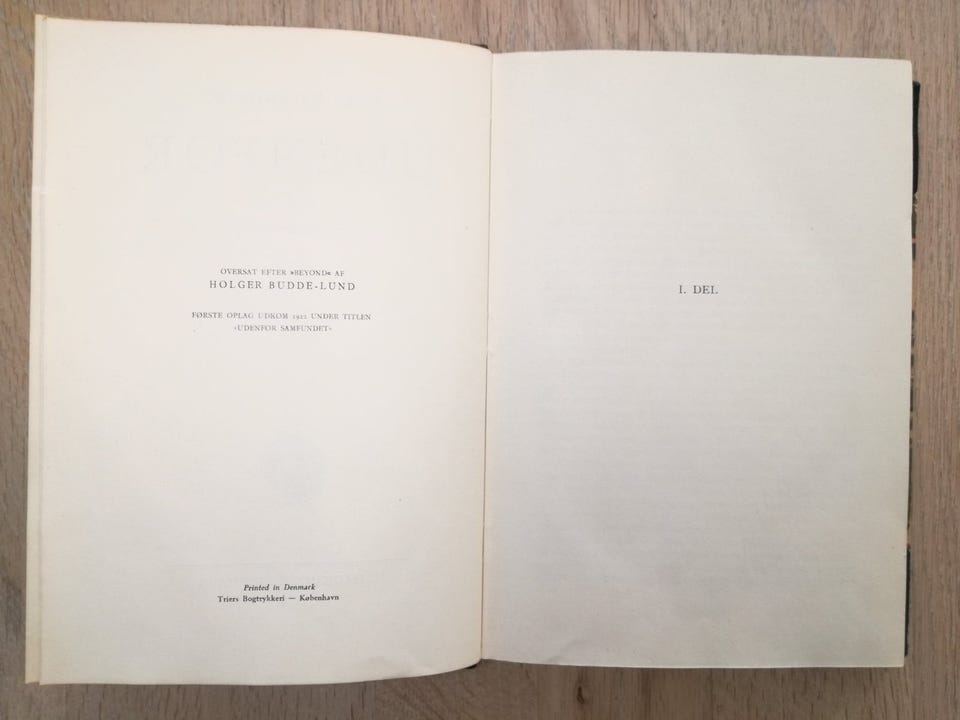 OVERSAT EFTER »BEYOND« AF
HOLGER BUDDE-LUND
FØRSTE OPLAG UDKOM 1922 UNDER TITLEN
»UDENFOR SAMFUNDET«
Printed in Denmark
Triers Bogtrykkeri — København
I. DEL